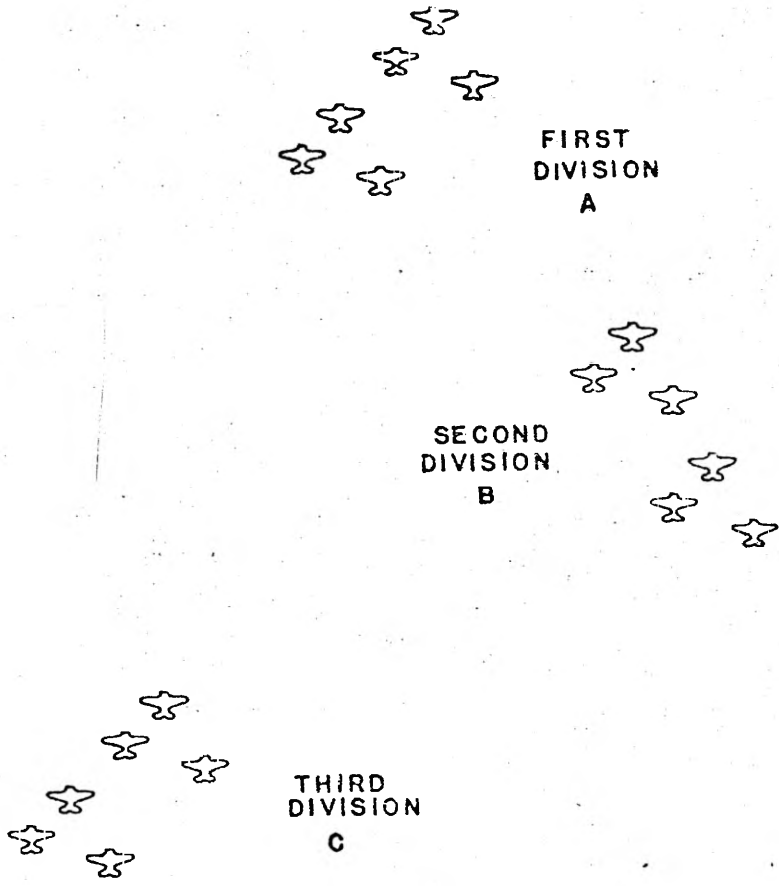 FIRST
DIVISION
A
SECOND
DIVISION
B
THIRD
DIVISION
C